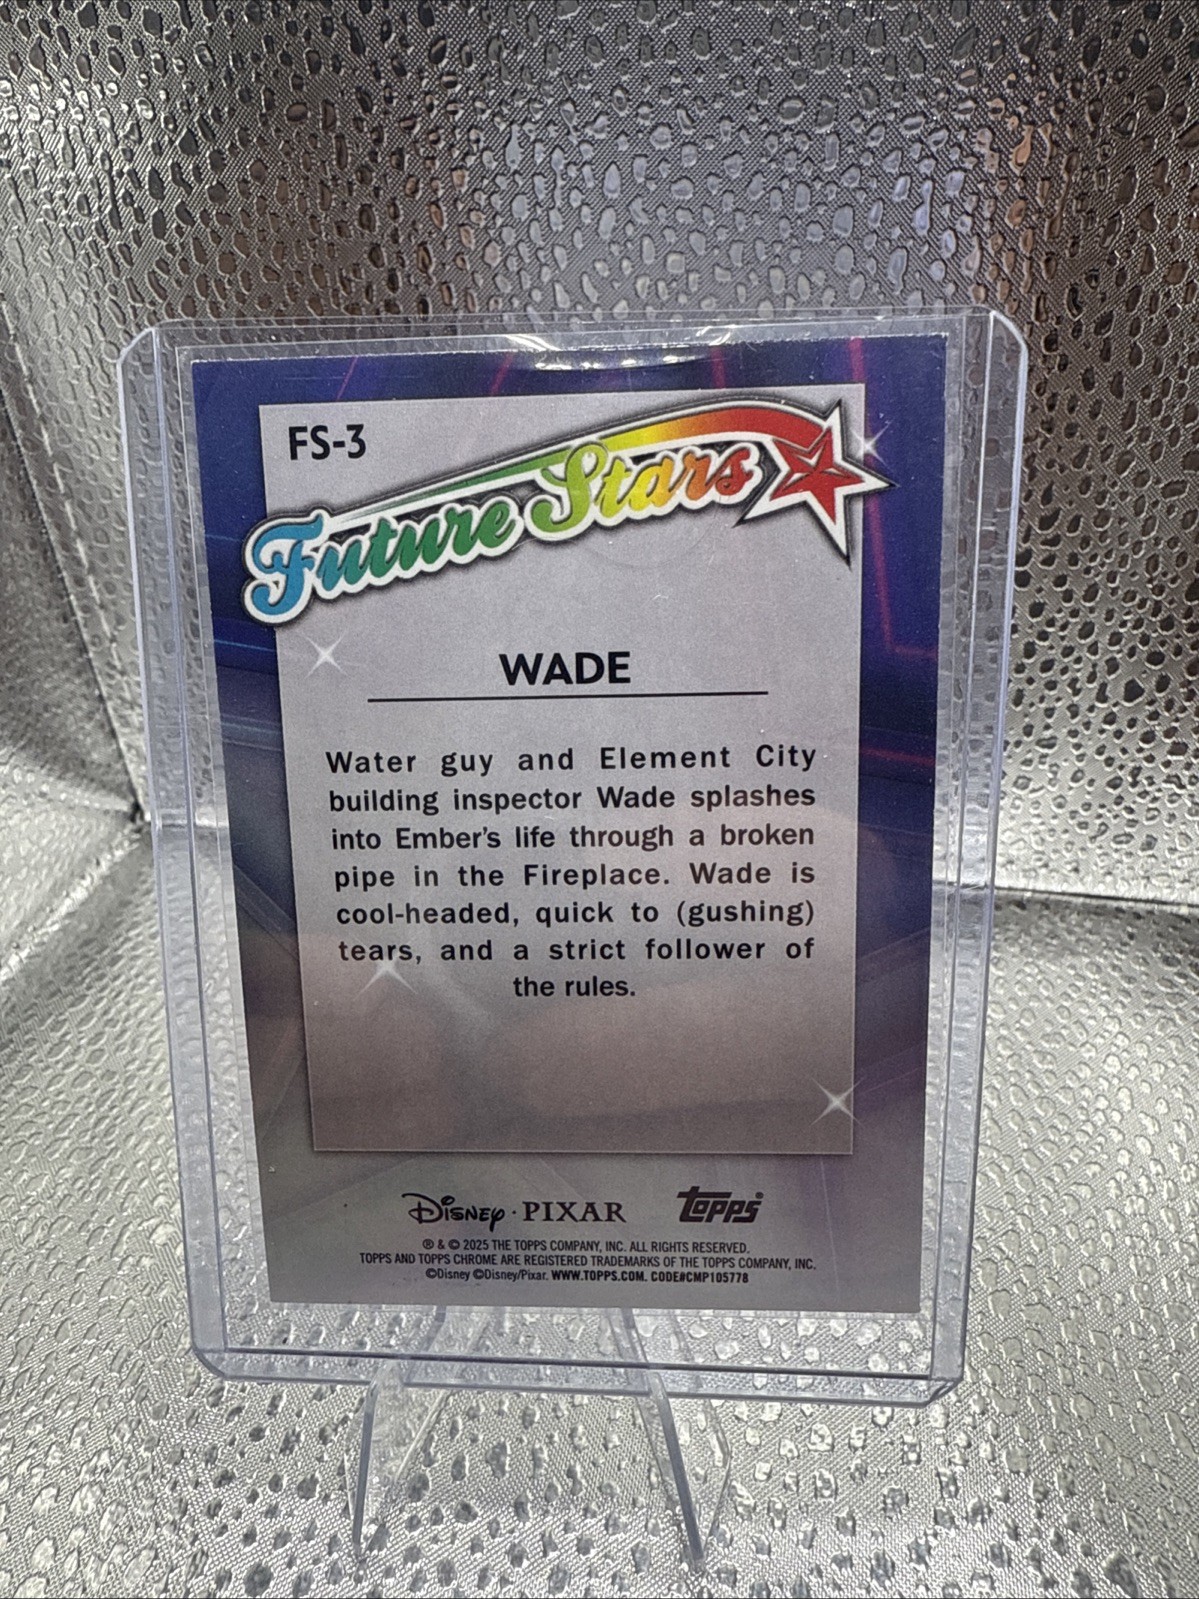 FS-3
Future Stars
WADE
Water guy and Element City
building inspector Wade splashes
into Ember's life through a broken
pipe in the Fireplace. Wade is
cool-headed, quick to (gushing)
tears, and a strict follower of
the rules.
Disney · PIXAR topps®
® & © 2025 THE TOPPS COMPANY, INC. ALL RIGHTS RESERVED.
TOPPS AND TOPPS CHROME ARE REGISTERED TRADEMARKS OF THE TOPPS COMPANY, INC.
©Disney ©Disney/Pixar. WWW.TOPPS.COM. CODE#CMP105778